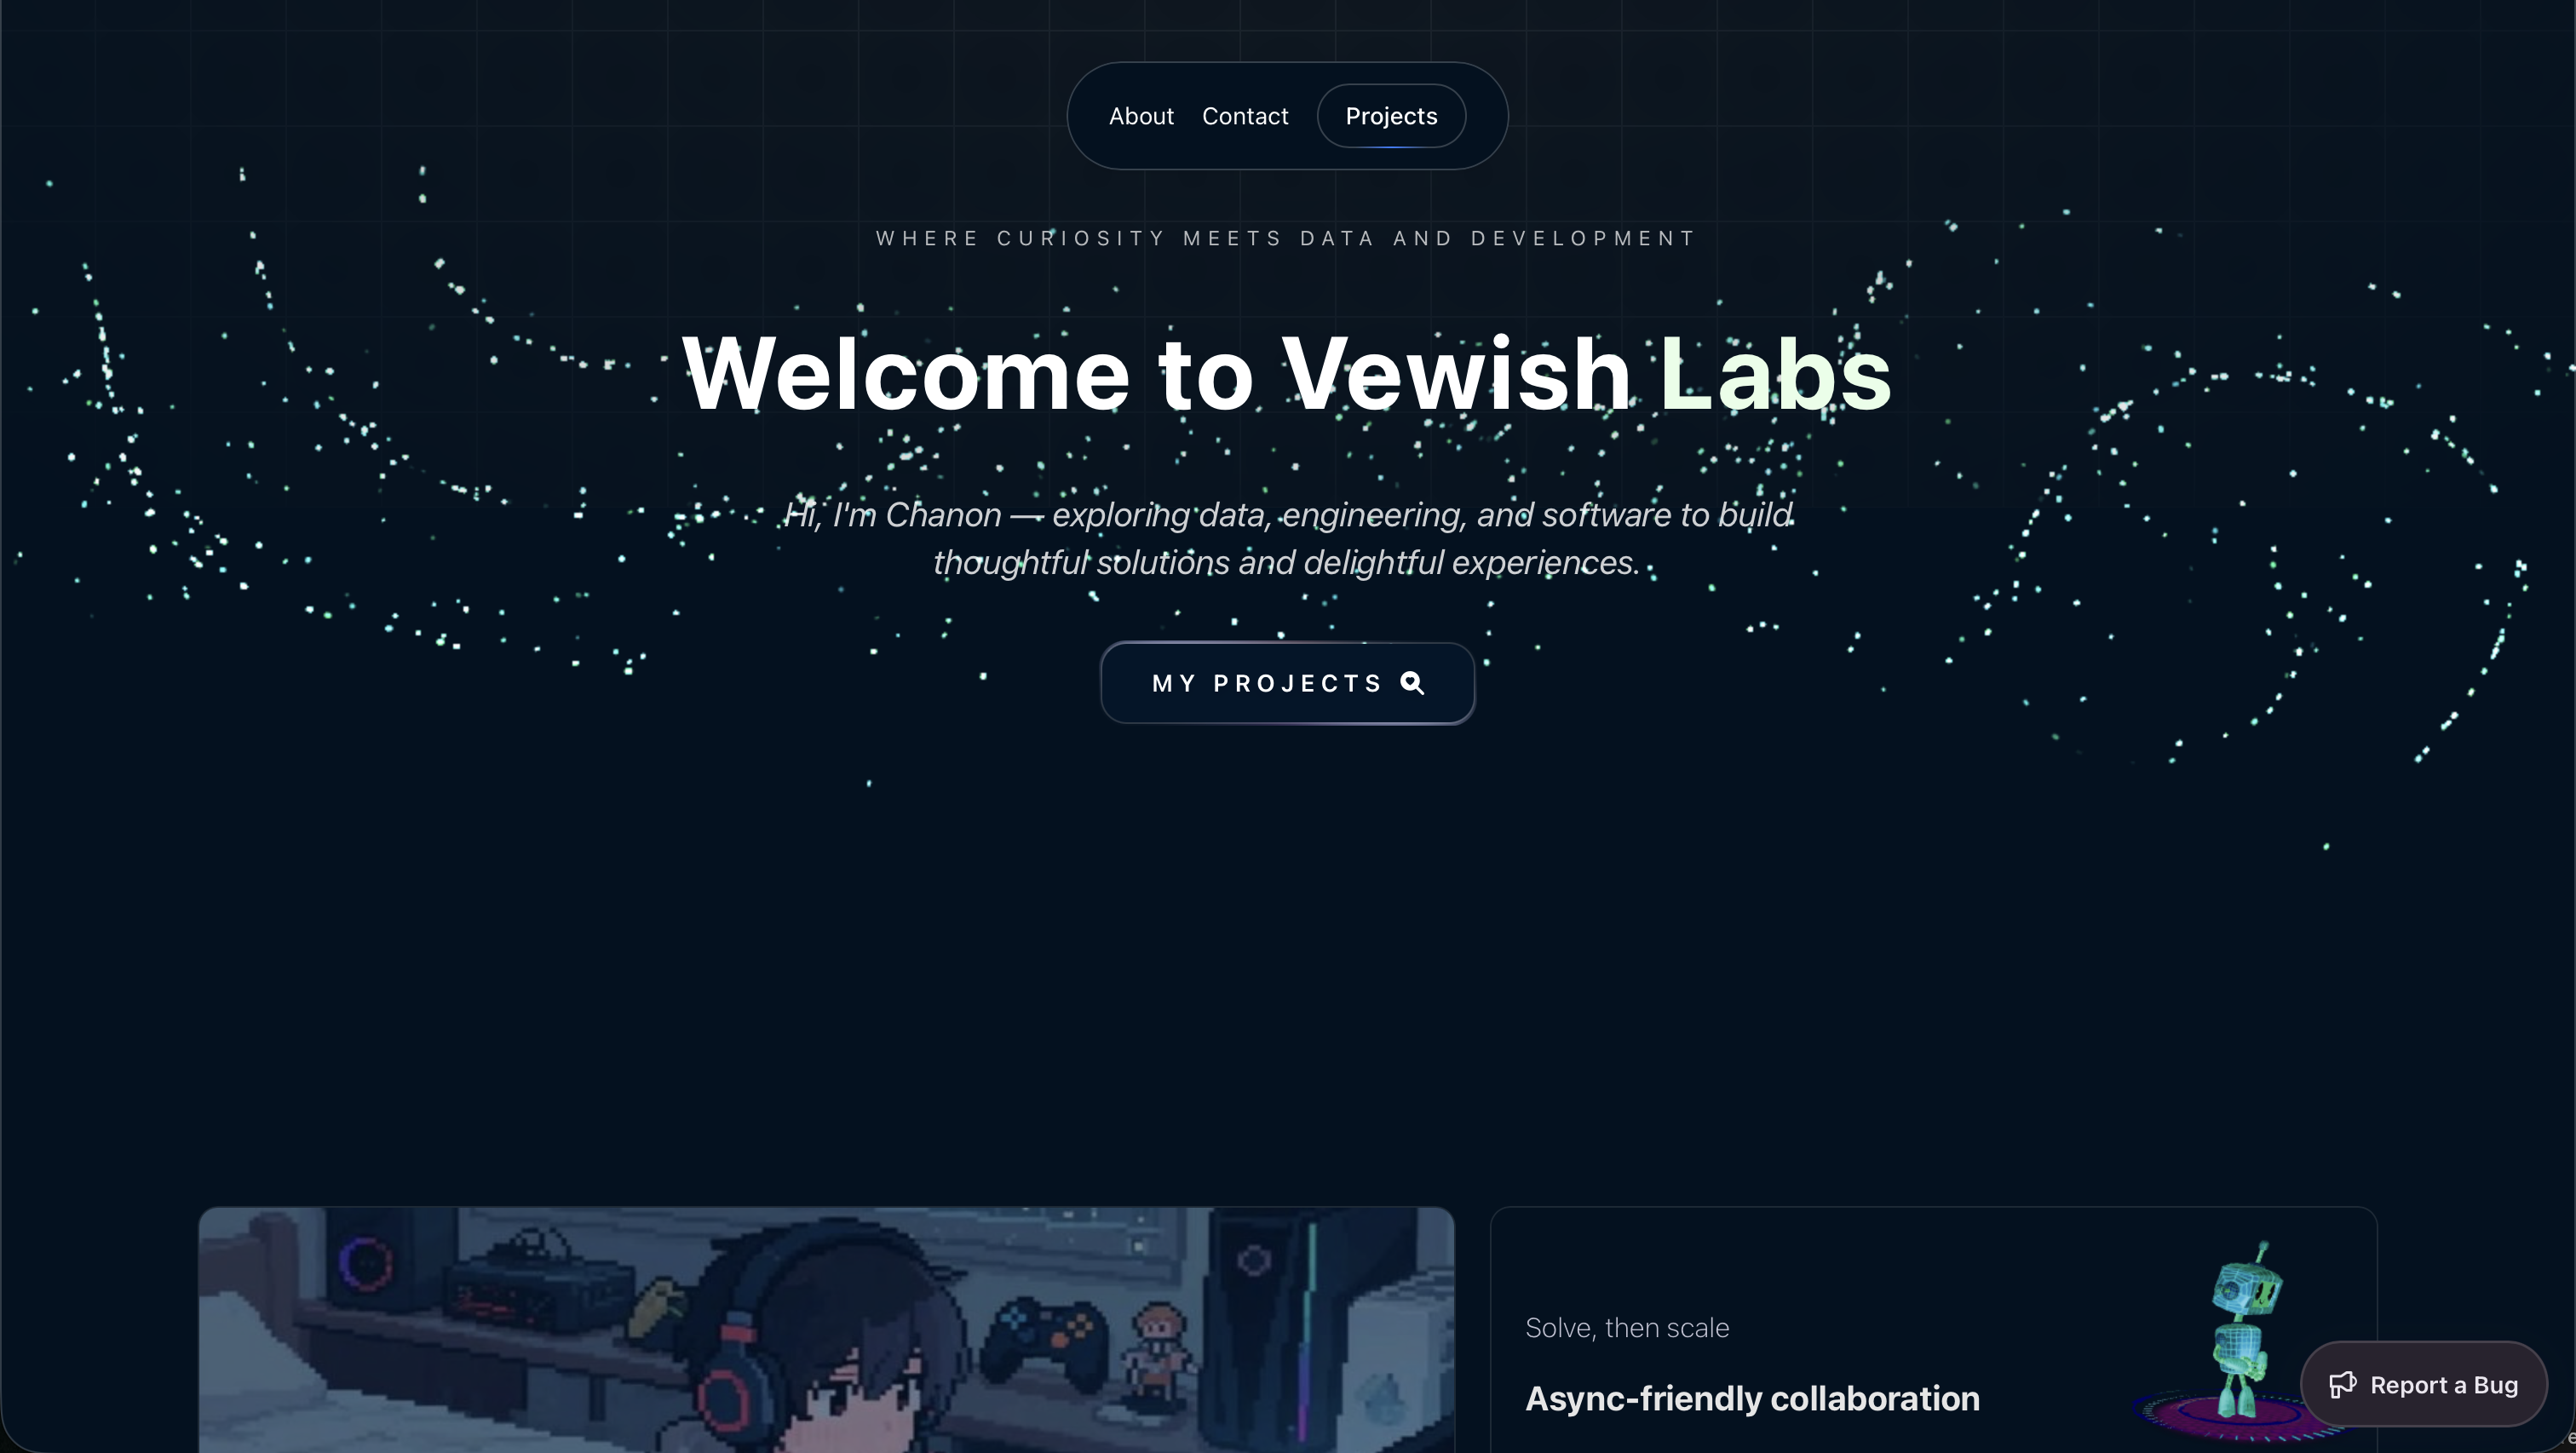 About Contact Projects
WHERE CURIOSITY MEETS DATA AND DEVELOPMENT
Welcome to Vewish Labs
Hi, I'm Chanon — exploring data, engineering, and software to build
thoughtful solutions and delightful experiences.
MY PROJECTS
Solve, then scale
Async-friendly collaboration
Report a Bug